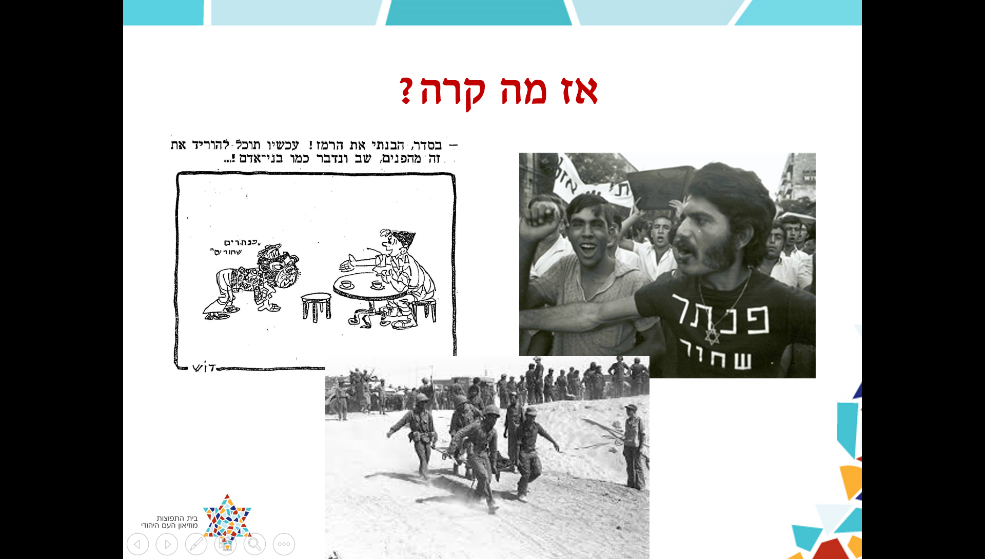 אז מה קרה?
— בסדר, הבנתי את הרמז! עכשיו תוכל להוריד את
זה מהפנים, שב ונדבר כמו בני־אדם!...
"פנתרים
שחורים"
דוש
פנתר
שחור
בית התפוצות
מוזיאון העם היהודי